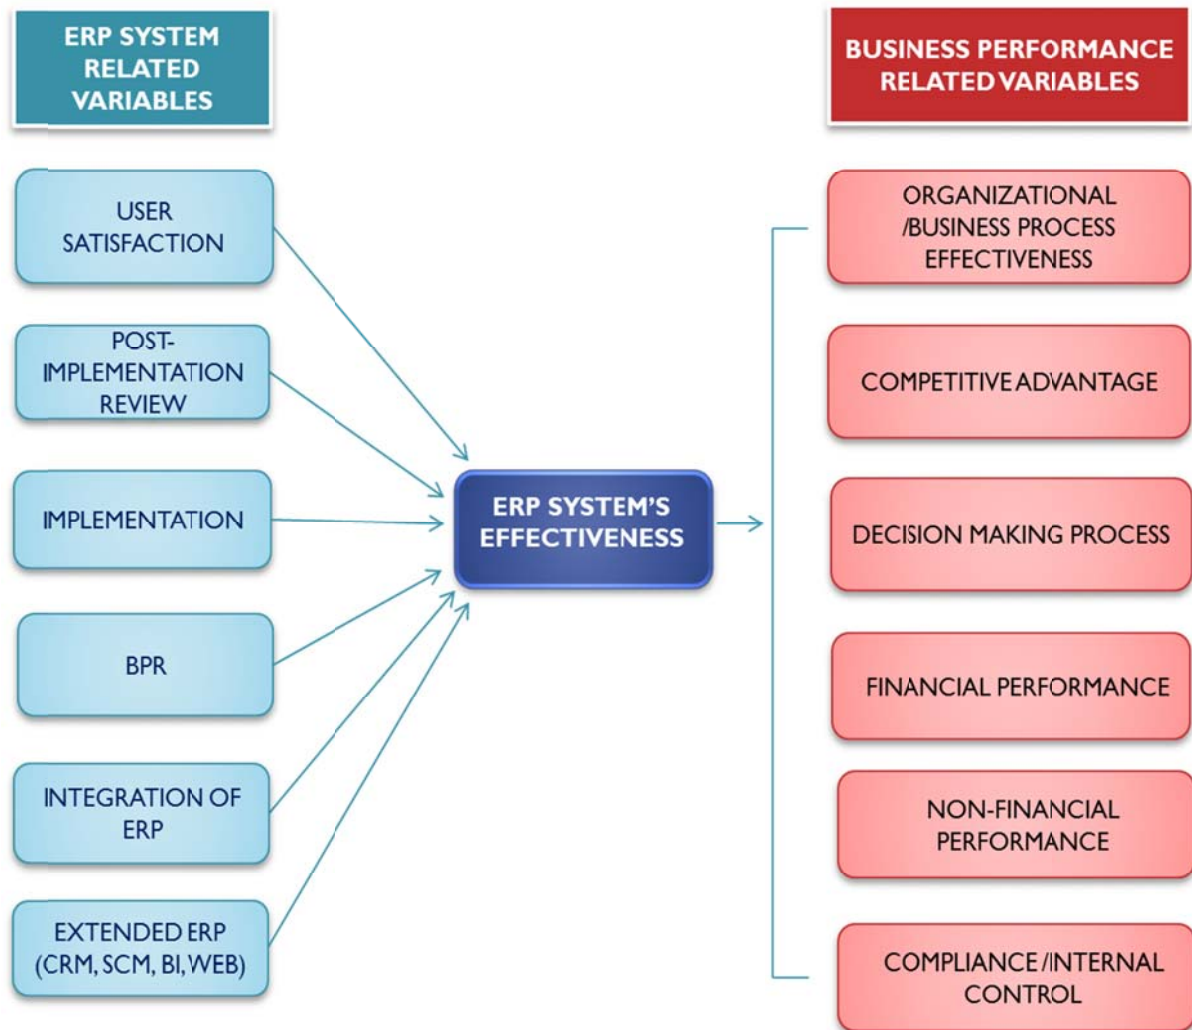 ERP SYSTEM
RELATED
VARIABLES
USER
SATISFACTION
POST-
IMPLEMENTATION
REVIEW
IMPLEMENTATION
BPR
INTEGRATION OF
ERP
EXTENDED ERP
(CRM, SCM, BI, WEB)
ERP SYSTEM'S
EFFECTIVENESS
BUSINESS PERFORMANCE
RELATED VARIABLES
ORGANIZATIONAL
/BUSINESS PROCESS
EFFECTIVENESS
COMPETITIVE ADVANTAGE
DECISION MAKING PROCESS
FINANCIAL PERFORMANCE
NON-FINANCIAL
PERFORMANCE
COMPLIANCE /INTERNAL
CONTROL